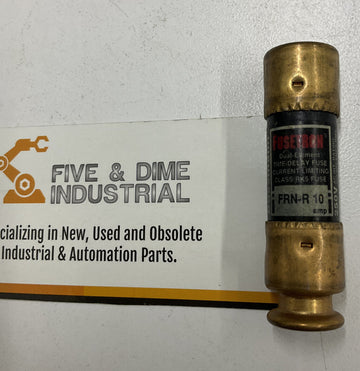 FIVE & DIME
INDUSTRIAL
cializing in New, Used and Obsolete
Industrial & Automation Parts.
FUSETRON
Dual-Element
TIME-DELAY FUSE
CURRENT LIMITING
CLASS RK5 FUSE
FRN-R 10
amp